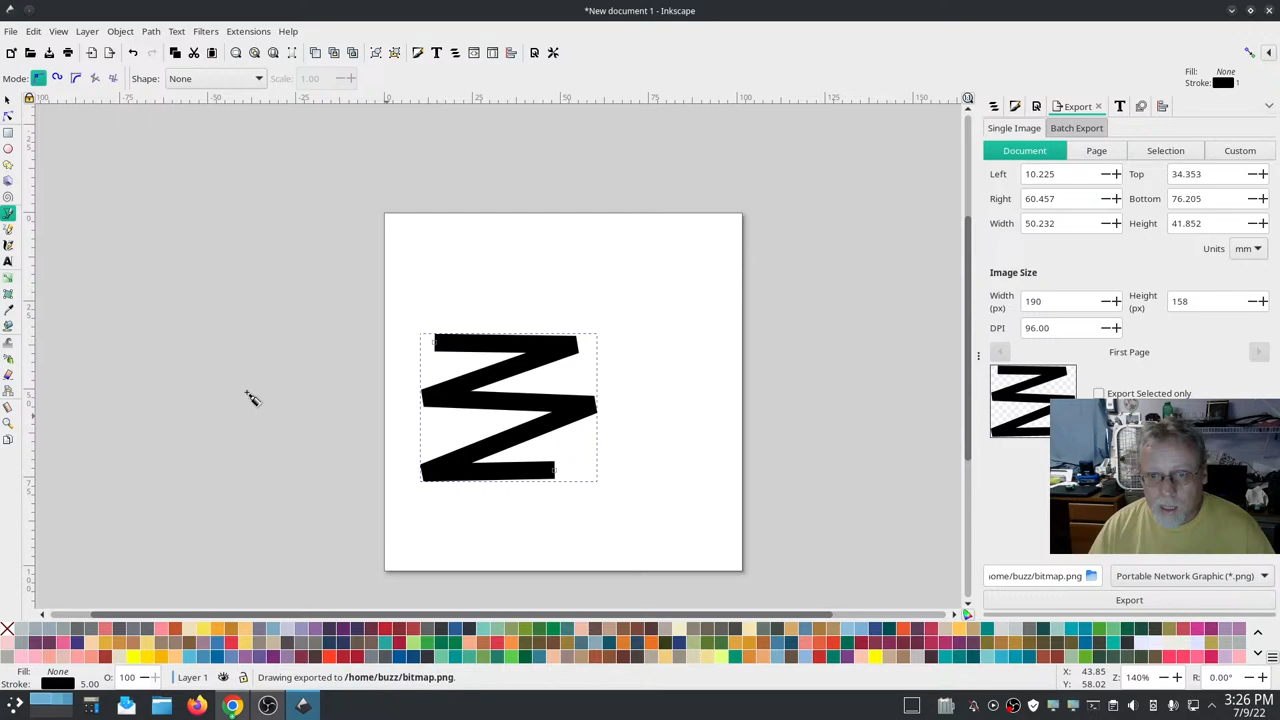 *New document 1 - Inkscape
File Edit View Layer Object Path Text Filters Extensions Help
Mode: Shape: None Scale: 1.00
Fill: None
Stroke: 1
Export
Single Image Batch Export
Document Page Selection Custom
Left 10.225 Top 34.353
Right 60.457 Bottom 76.205
Width 50.232 Height 41.852
Units mm
Image Size
Width (px) 190 Height (px) 158
DPI 96.00
First Page
Export Selected only
home/buzz/bitmap.png Portable Network Graphic (*.png)
Export
Fill: None
Stroke: 5.00 O: 100 Layer 1 Drawing exported to /home/buzz/bitmap.png.
X: 43.85
Y: 58.02
Z: 140% R: 0.00°
3:26 PM
7/9/22